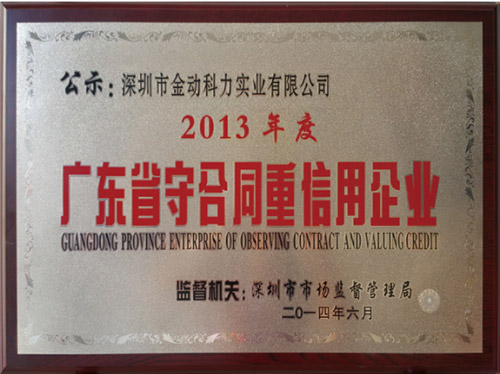 公示：深圳市金动科力实业有限公司
2013年度
广东省守合同重信用企业
GUANGDONG PROVINCE ENTERPRISE OF OBSERVING CONTRACT AND VALUING CREDIT
监督机关：深圳市市场监督管理局
二〇一四年六月